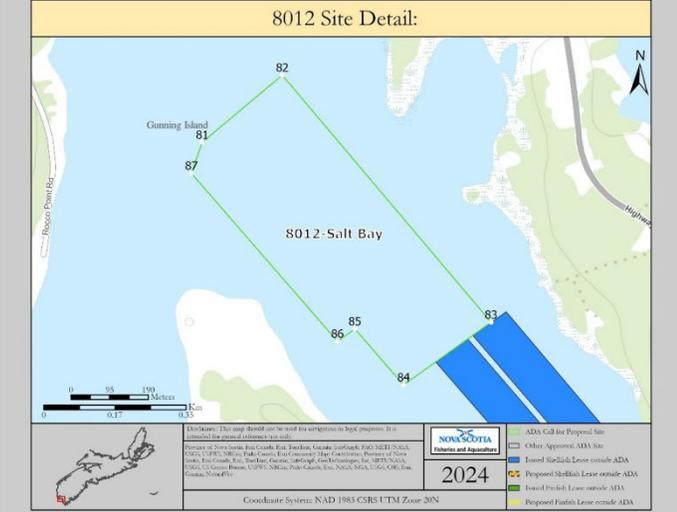 8012 Site Detail:
82
N
Gunning Island
81
87
Rocco Point Rd
Highway
8012-Salt Bay
83
85
86
84
0 95 190
Meters
0 0.17 0.35
Km
Disclaimer: This map should not be used for navigation or legal purposes. It is
intended for general reference use only.
NOVA SCOTIA
Fisheries and Aquaculture
2024
Coordinate System: NAD 1983 CSRS UTM Zone 20N
ADA Call for Proposal Site
Other Approval ADA Site
Issued Shellfish Lease outside ADA
Proposed Shellfish Lease outside ADA
Issued Finfish Lease outside ADA
Proposed Finfish Lease outside ADA